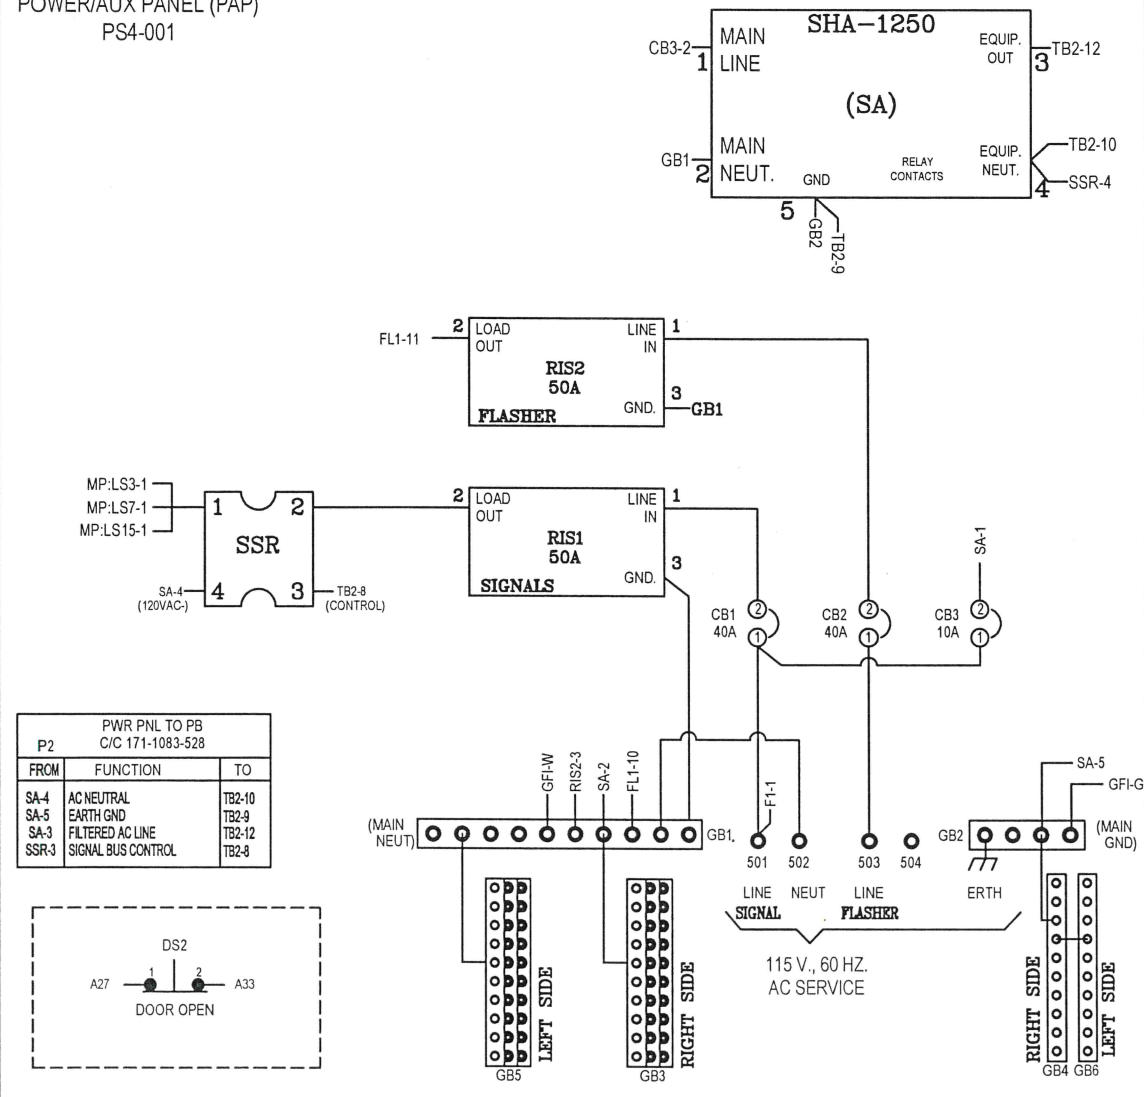 POWER/AUX PANEL (PAP)
PS4-001
SHA-1250
(SA)
CB3-2
1
MAIN
LINE
EQUIP.
OUT
3
TB2-12
GB1
2
MAIN
NEUT.
GND
RELAY
CONTACTS
EQUIP.
NEUT.
4
TB2-10
SSR-4
5
GB2
TB2-9
FL1-11
2
LOAD
OUT
LINE
IN
1
RIS2
50A
3
GND.
GB1
FLASHER
MP:LS3-1
MP:LS7-1
MP:LS15-1
1
2
SSR
4
3
SA-4
(120VAC-)
TB2-8
(CONTROL)
2
LOAD
OUT
LINE
IN
1
RIS1
50A
3
GND.
SIGNALS
SA-1
CB1
40A
2
1
CB2
40A
2
1
CB3
10A
2
1
PWR PNL TO PB
P2
C/C 171-1083-528
FROM FUNCTION TO
SA-4 AC NEUTRAL TB2-10
SA-5 EARTH GND TB2-9
SA-3 FILTERED AC LINE TB2-12
SSR-3 SIGNAL BUS CONTROL TB2-8
(MAIN
NEUT)
GFI-W
RIS2-3
SA-2
FL1-10
GB1.
F1-1
501
502
503
504
LINE
NEUT
LINE
SIGNAL
FLASHER
115 V., 60 HZ.
AC SERVICE
SA-5
GFI-G
GB2
(MAIN
GND)
ERTH
DS2
A27
1
2
A33
DOOR OPEN
LEFT SIDE
GB5
RIGHT SIDE
GB3
RIGHT SIDE
GB4
LEFT SIDE
GB6